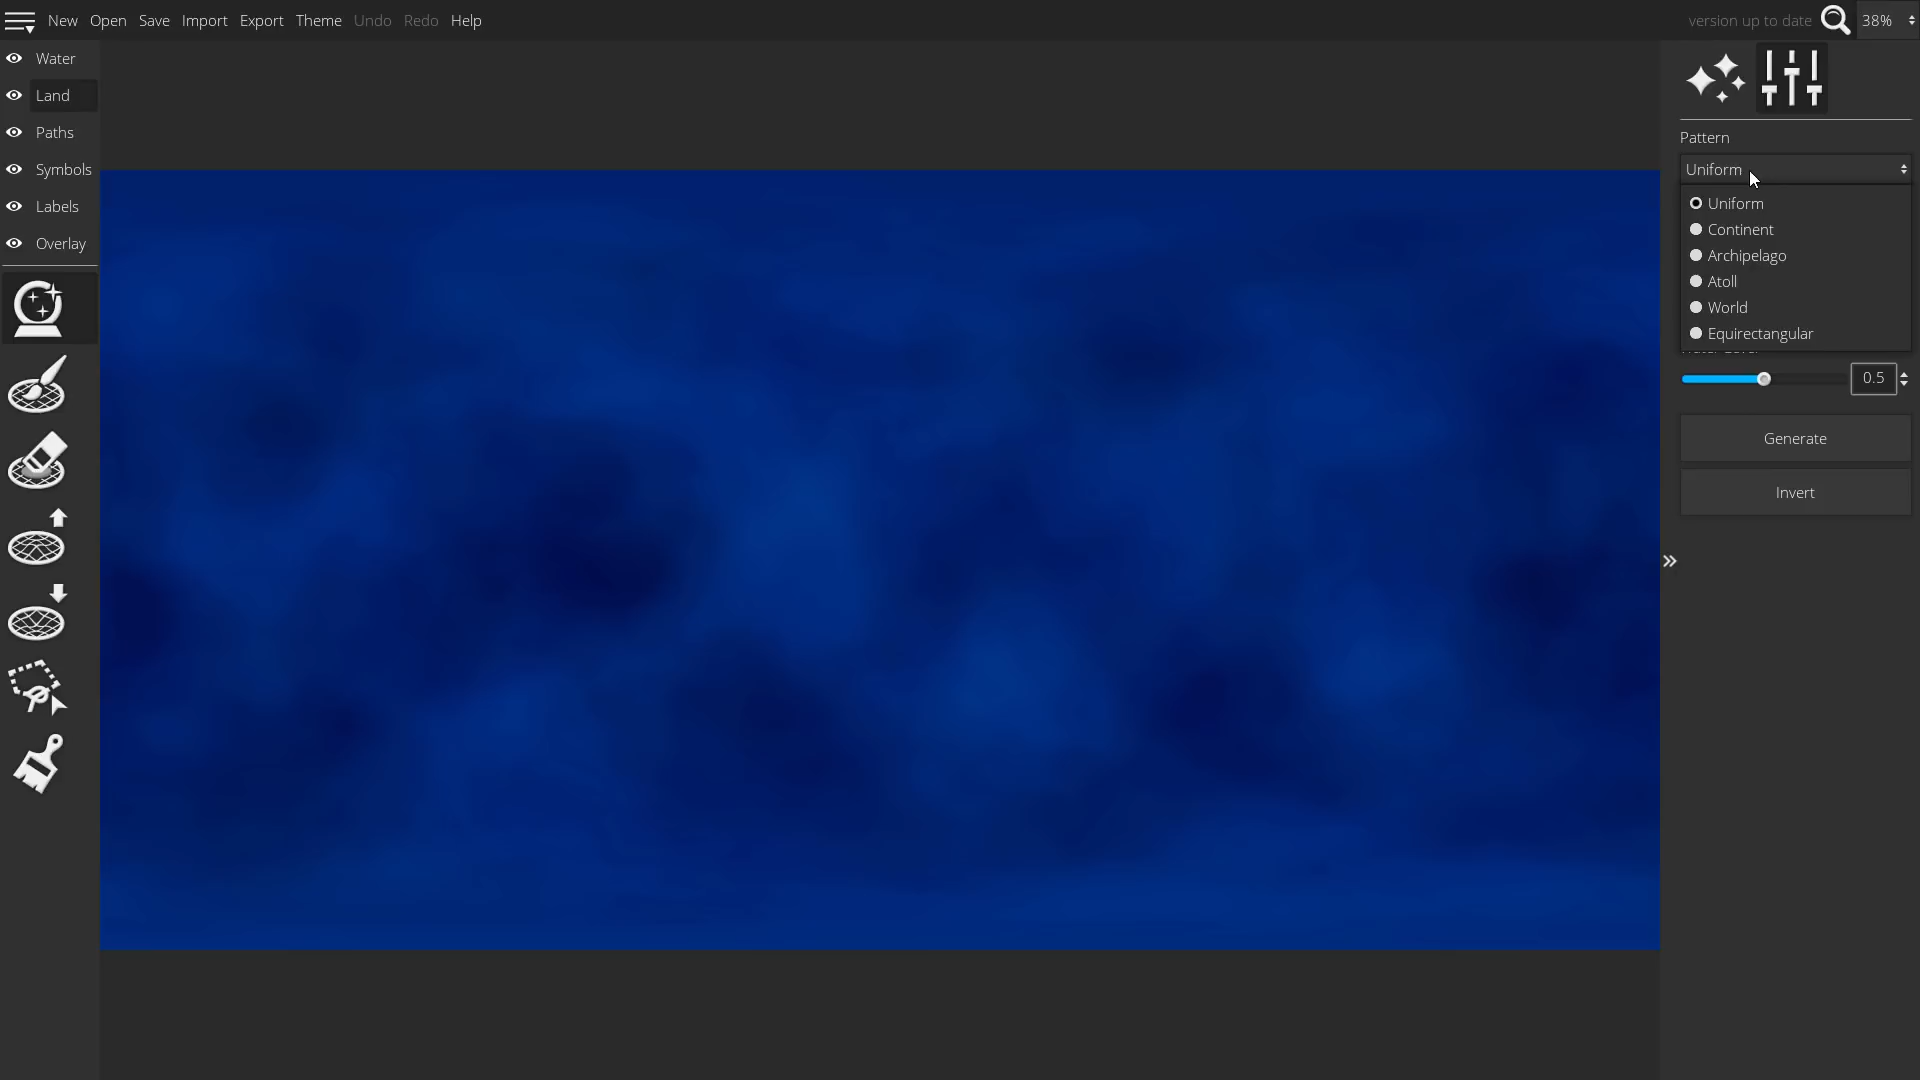 New Open Save Import Export Theme Undo Redo Help
version up to date
38%
Water
Land
Paths
Symbols
Labels
Overlay
Pattern
Uniform
Uniform
Continent
Archipelago
Atoll
World
Equirectangular
0.5
Generate
Invert